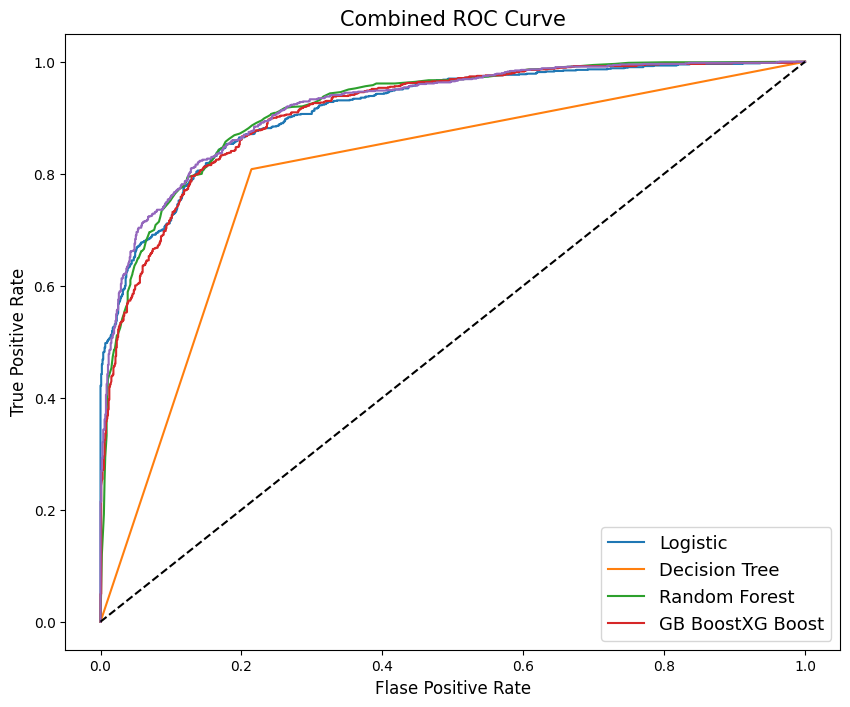 Combined ROC Curve
True Positive Rate
1.0
0.8
0.6
0.4
0.2
0.0
0.0 0.2 0.4 0.6 0.8 1.0
Flase Positive Rate
Logistic
Decision Tree
Random Forest
GB BoostXG Boost